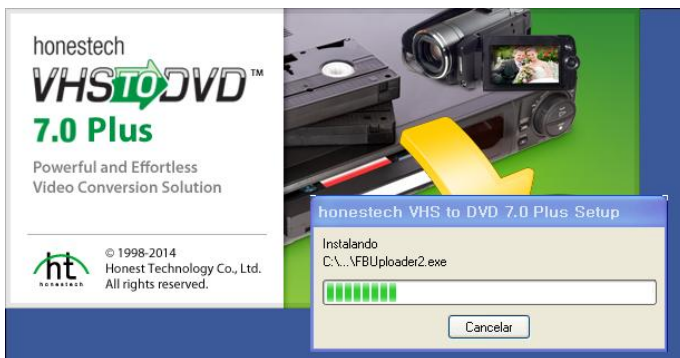 honestech
VHS TO DVD™
7.0 Plus
Powerful and Effortless
Video Conversion Solution
ht
honestech
© 1998-2014
Honest Technology Co., Ltd.
All rights reserved.
honestech VHS to DVD 7.0 Plus Setup
Instalando
C:\...\FBUploader2.exe
Cancelar